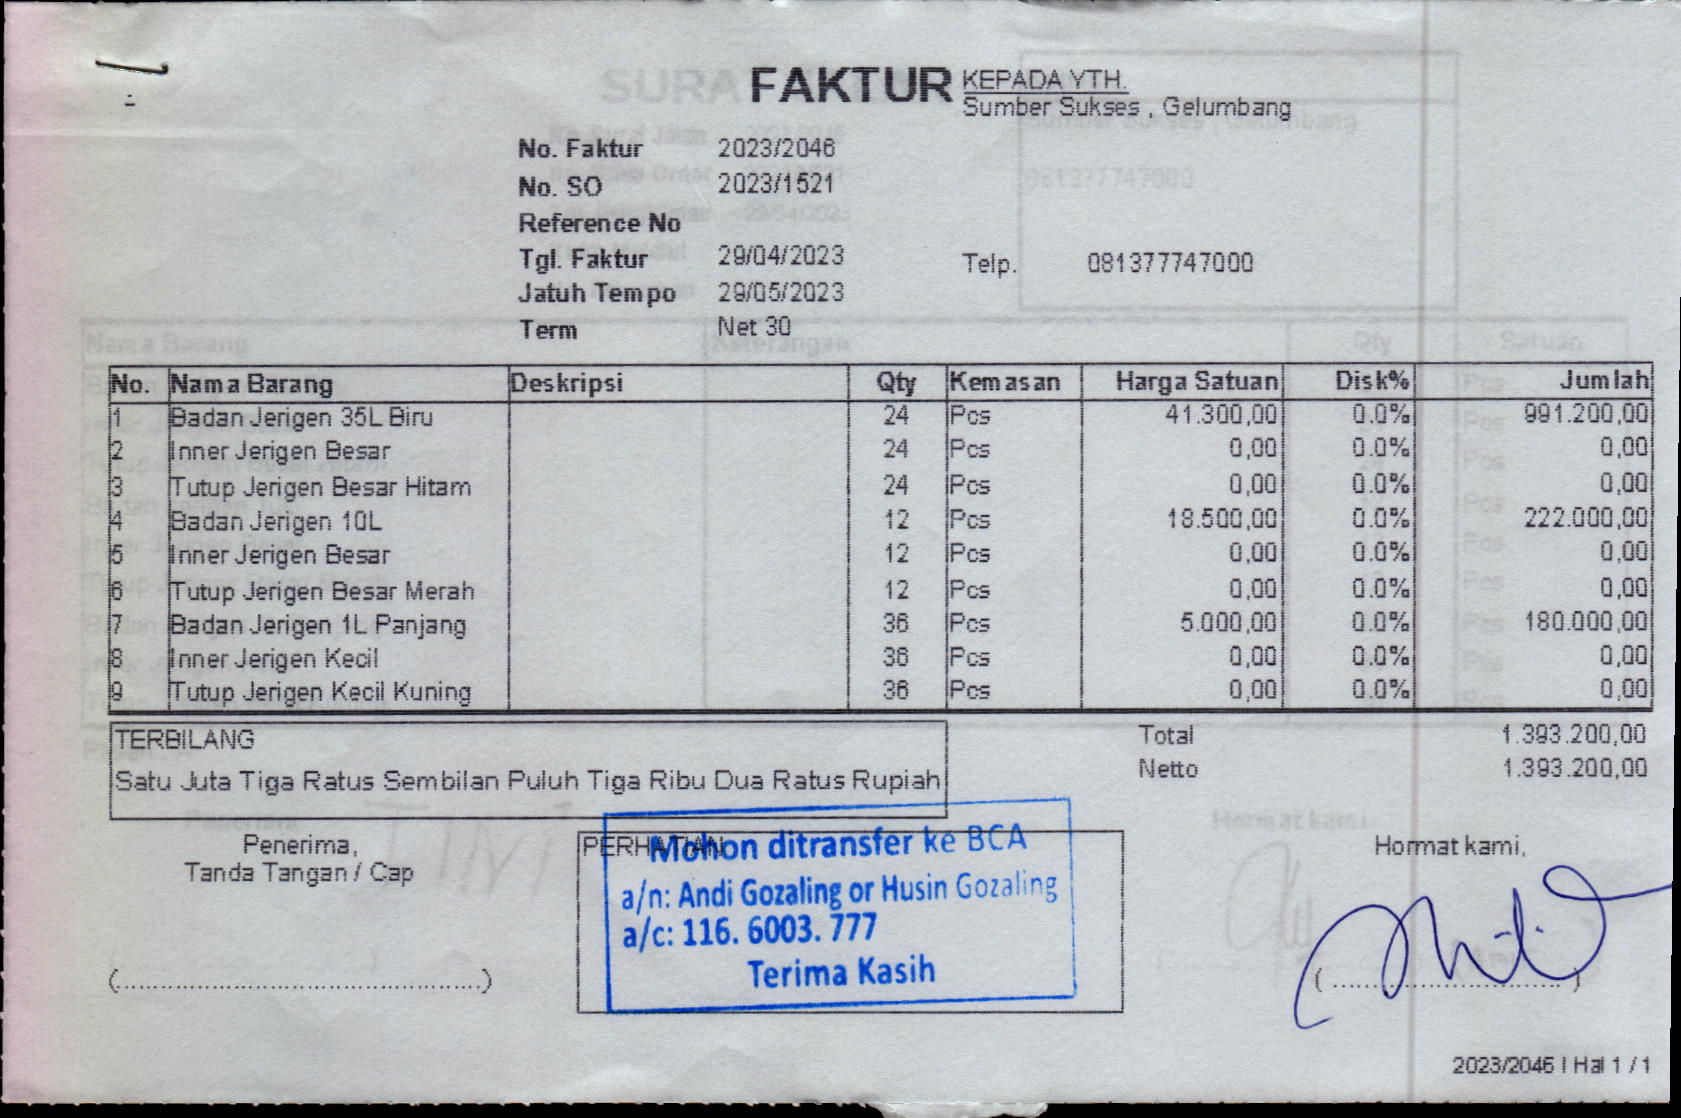 FAKTUR
KEPADA YTH.
Sumber Sukses , Gelumbang
No. Faktur 2023/2046
No. SO 2023/1521
Reference No
Tgl. Faktur 29/04/2023
Telp. 081377747000
Jatuh Tempo 29/05/2023
Term Net 30
No. Nama Barang Deskripsi Qty Kemasan Harga Satuan Disk% Jumlah
1 Badan Jerigen 35L Biru 24 Pcs 41.300,00 0.0% 991.200,00
2 Inner Jerigen Besar 24 Pcs 0,00 0.0% 0,00
3 Tutup Jerigen Besar Hitam 24 Pcs 0,00 0.0% 0,00
4 Badan Jerigen 10L 12 Pcs 18.500,00 0.0% 222.000,00
5 Inner Jerigen Besar 12 Pcs 0,00 0.0% 0,00
6 Tutup Jerigen Besar Merah 12 Pcs 0,00 0.0% 0,00
7 Badan Jerigen 1L Panjang 36 Pcs 5.000,00 0.0% 180.000,00
8 Inner Jerigen Kecil 36 Pcs 0,00 0.0% 0,00
9 Tutup Jerigen Kecil Kuning 36 Pcs 0,00 0.0% 0,00
TERBILANG
Satu Juta Tiga Ratus Sembilan Puluh Tiga Ribu Dua Ratus Rupiah
Total 1.393.200,00
Netto 1.393.200,00
Penerima,
Tanda Tangan / Cap
PERHATIAN
Mohon ditransfer ke BCA
a/n: Andi Gozaling or Husin Gozaling
a/c: 116. 6003. 777
Terima Kasih
Hormat kami,
2023/2046 | Hal 1 / 1